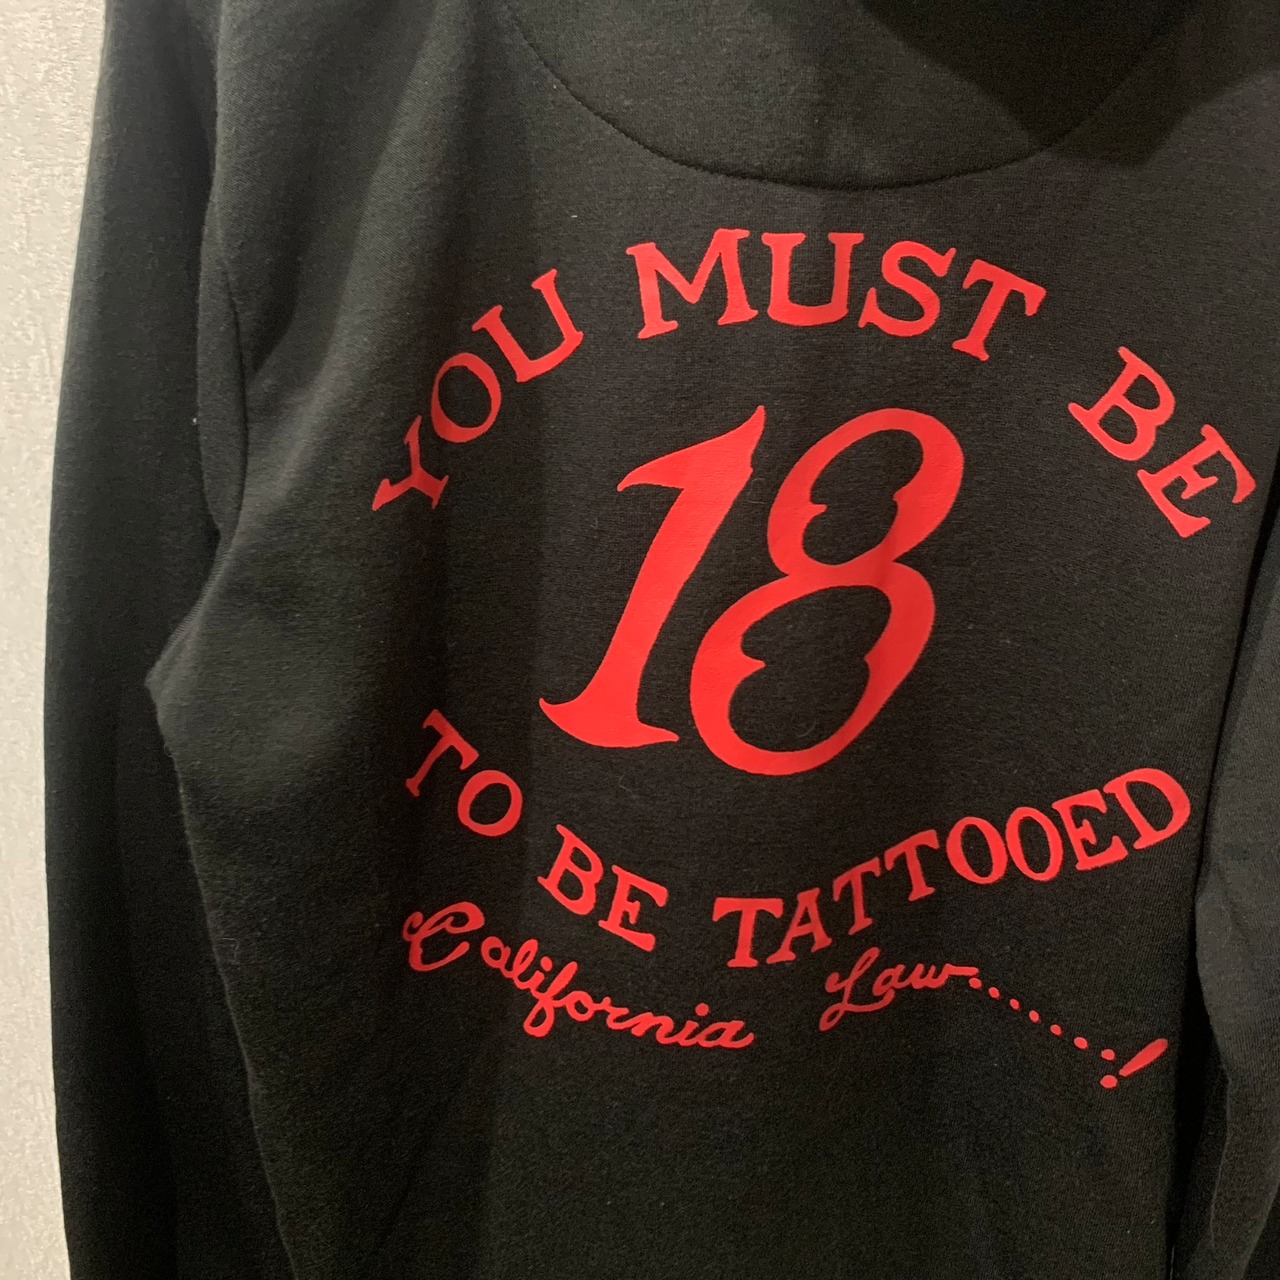 YOU MUST BE
18
TO BE TATTOOED
California Law......!